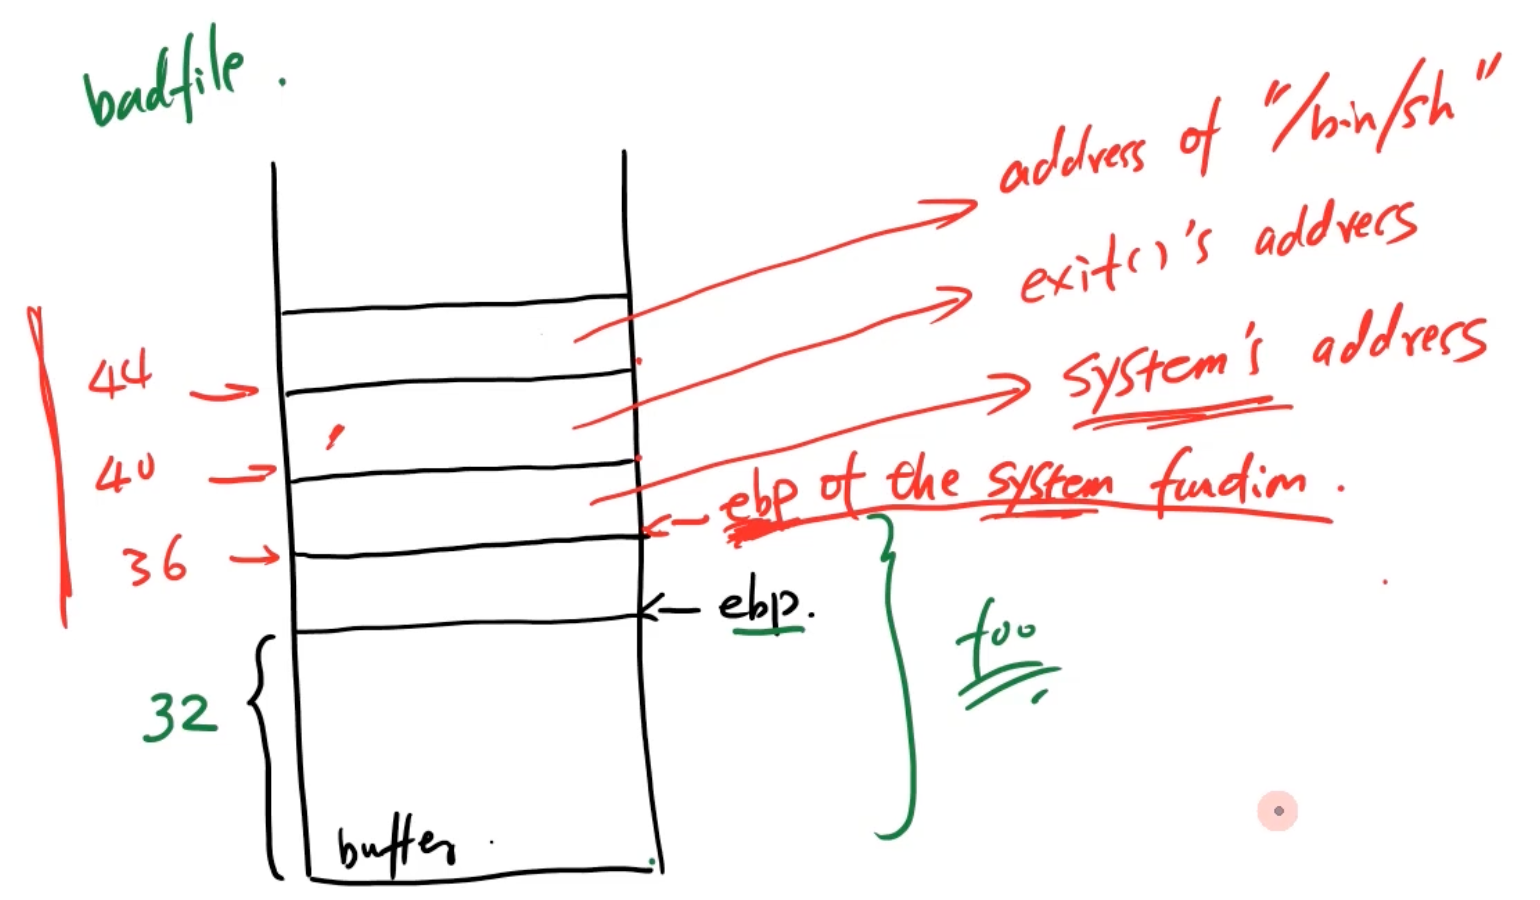 badfile.
address of "/bin/sh"
exit()'s address
system's address
44
40
ebp of the system function.
36
ebp.
foo
32
buffer.